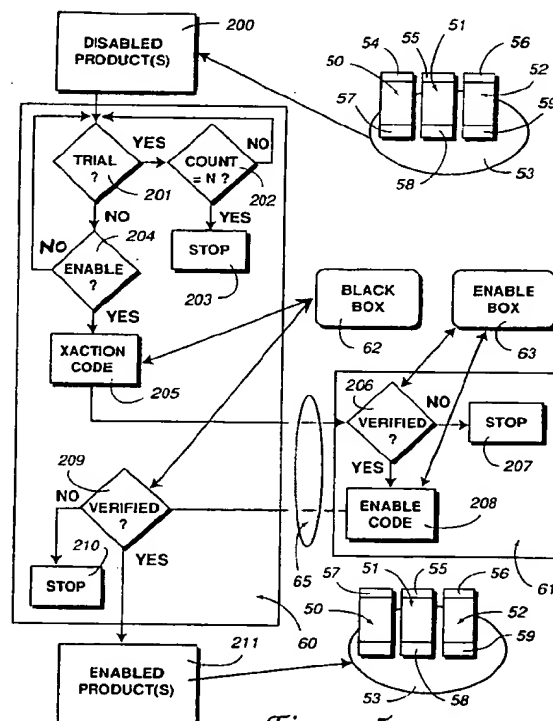 200
DISABLED
PRODUCT(S)
54
55
51
56
50
52
57
59
58
53
TRIAL
?
201
YES
COUNT
= N ?
202
NO
NO
YES
204
NO
ENABLE
?
STOP
203
YES
BLACK
BOX
62
ENABLE
BOX
63
XACTION
CODE
205
206
VERIFIED
?
NO
STOP
207
YES
209
NO
VERIFIED
?
ENABLE
CODE
208
YES
210
STOP
65
61
60
57
55
51
56
50
52
59
58
53
211
ENABLED
PRODUCT(S)